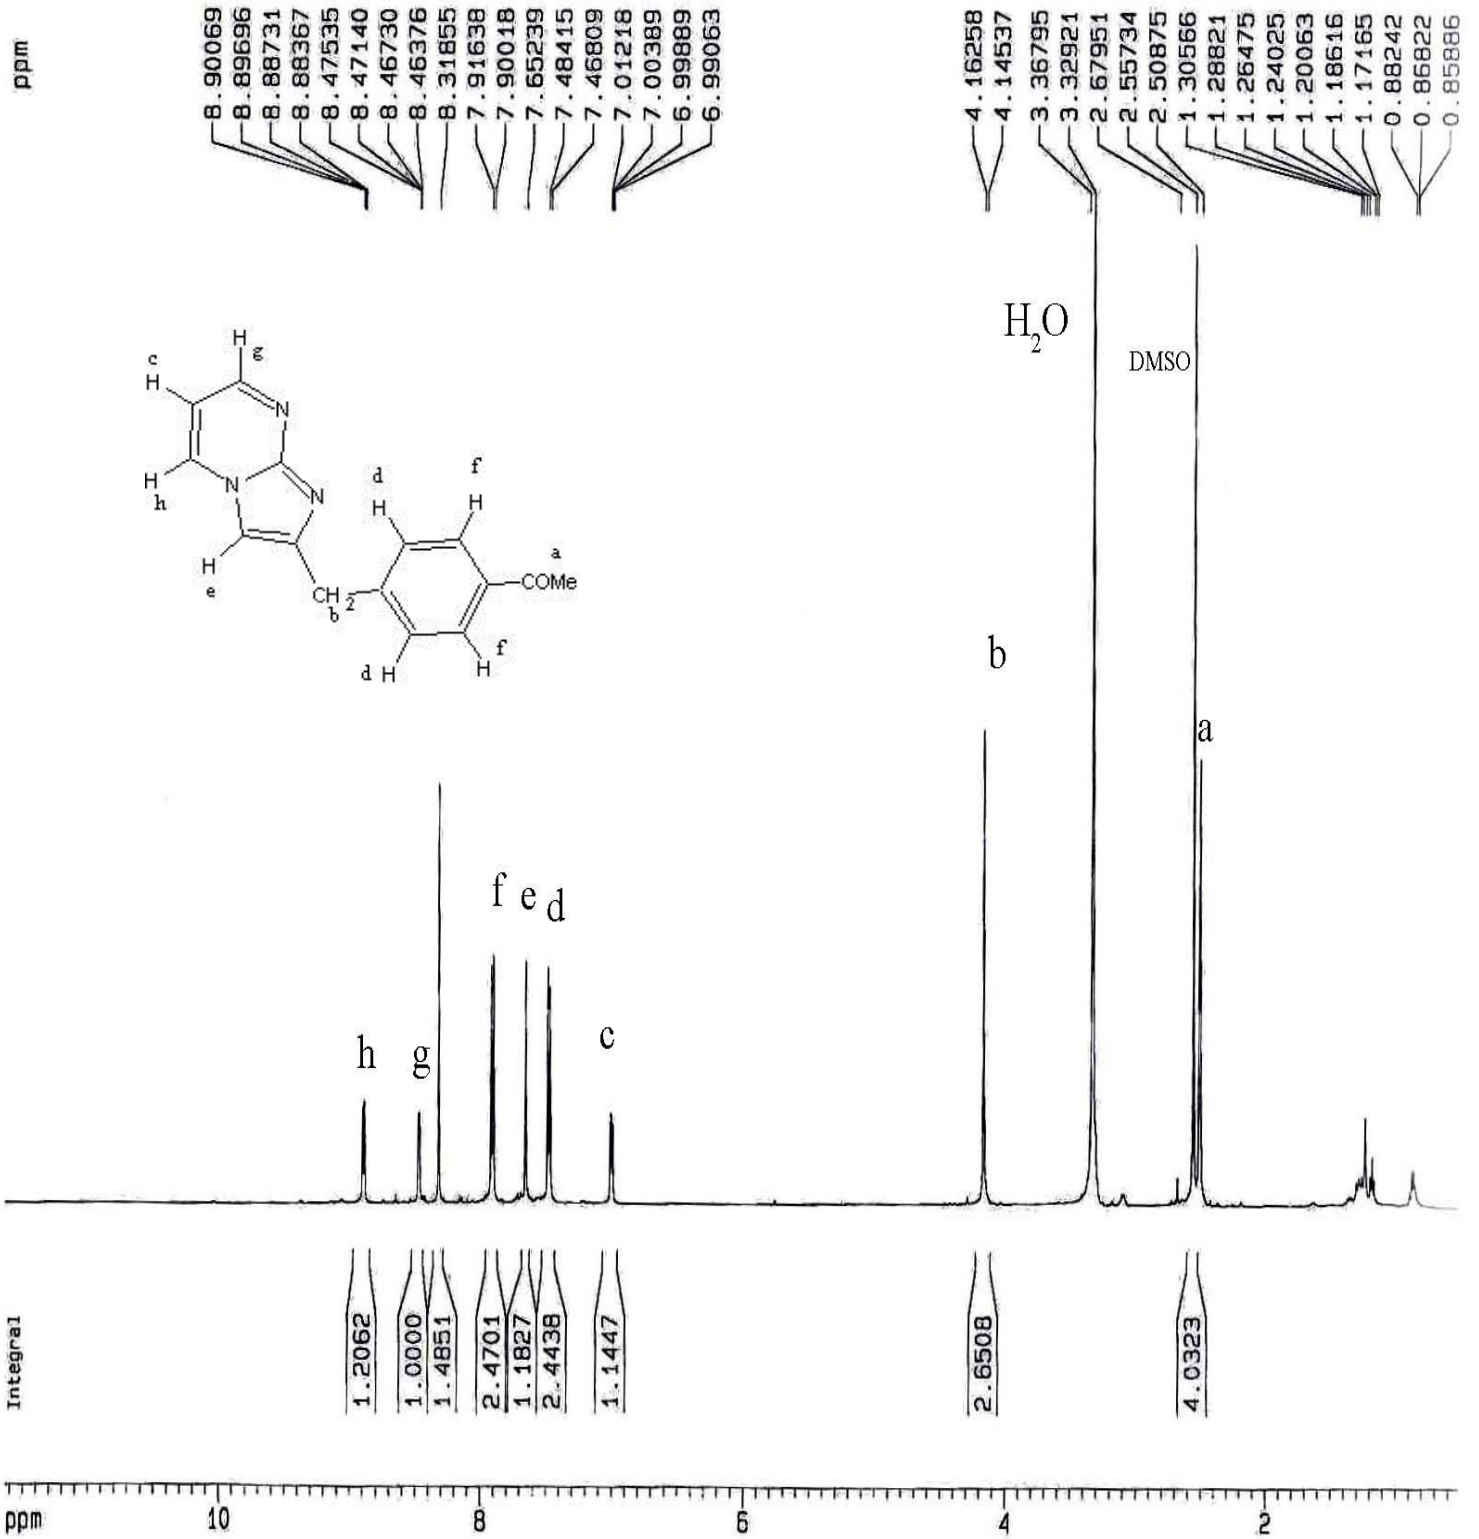 ppm
8.90069
8.89696
8.88731
8.88367
8.47535
8.47140
8.46730
8.46376
8.31855
7.91638
7.90018
7.65239
7.48415
7.46809
7.01218
7.00389
6.99889
6.99063
4.16258
4.14537
3.36795
3.32921
2.67951
2.55734
2.50875
1.30566
1.28821
1.26475
1.24025
1.20063
1.18616
1.17165
0.88242
0.86822
0.85886
H2O
DMSO
H
g
c
H
N
H
h
N
N
H
e
CH2
b
d
H
f
H
a
COMe
f
H
d H
b
a
f e d
h g c
Integral
1.2062
1.0000
1.4851
2.4701
1.1827
2.4438
1.1447
2.6508
4.0323
ppm 10 8 6 4 2